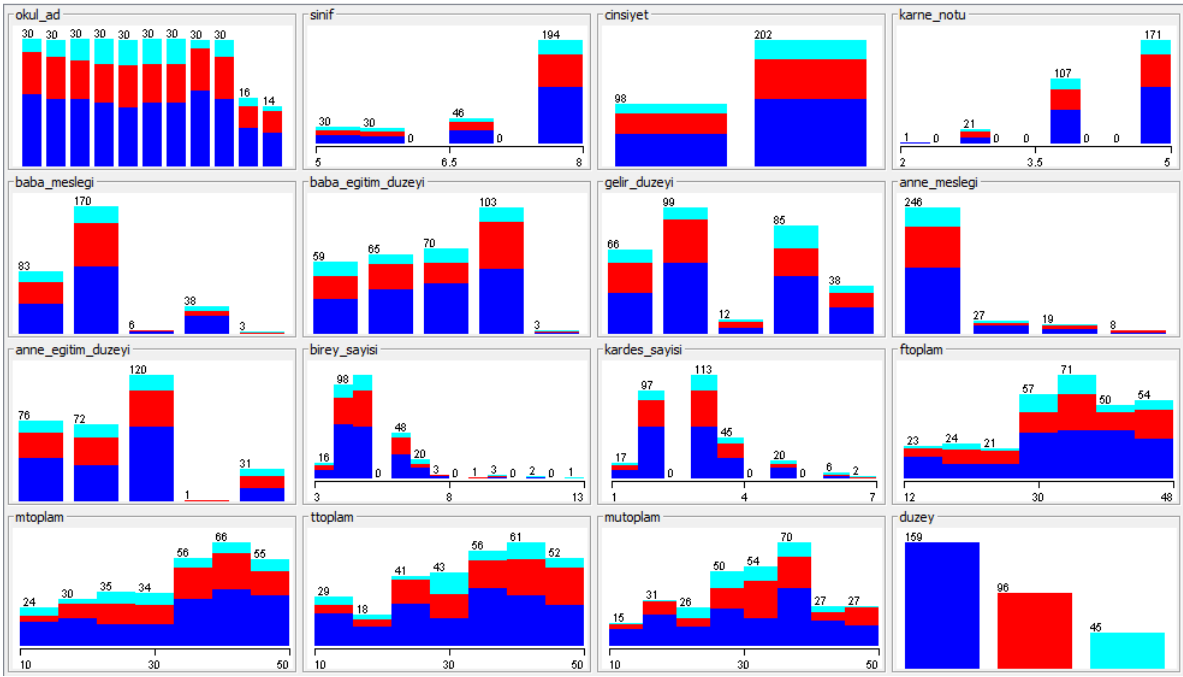 okul_ad
30 30 30 30 30 30 30 30 30 16 14
sinif
30 30 0 46 0 194
5 6.5 8
cinsiyet
98 202
karne_notu
1 0 21 0 0 107 0 0 171
2 3.5 5
baba_meslegi
83 170 6 38 3
baba_egitim_duzeyi
59 65 70 103 3
gelir_duzeyi
66 99 12 85 38
anne_meslegi
246 27 19 8
anne_egitim_duzeyi
76 72 120 1 31
birey_sayisi
16 98 0 48 20 3 0 1 3 0 2 0 1
3 8 13
kardes_sayisi
17 97 0 113 45 0 20 0 6 2
1 4 7
ftoplam
23 24 21 57 71 50 54
12 30 48
mtoplam
24 30 35 34 56 66 55
10 30 50
ttoplam
29 18 41 43 56 61 52
10 30 50
mutoplam
15 31 26 50 54 70 27 27
10 30 50
duzey
159 96 45